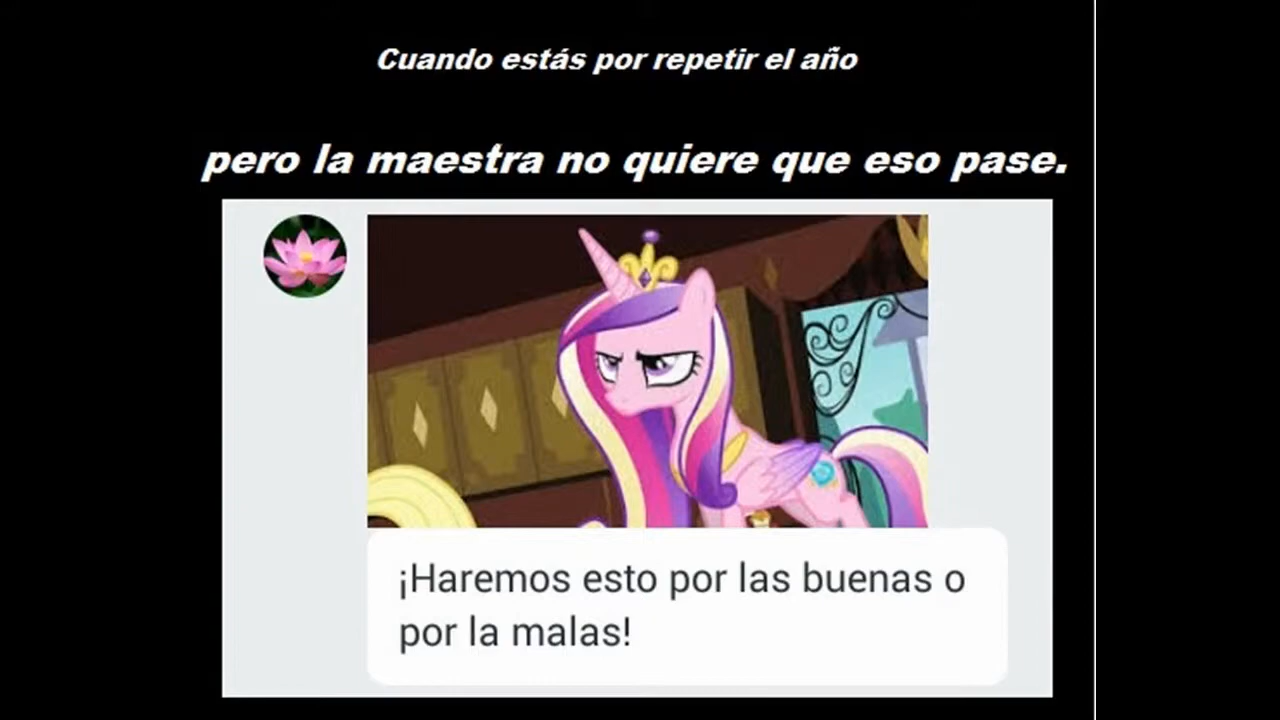 Cuando estás por repetir el año
pero la maestra no quiere que eso pase.
¡Haremos esto por las buenas o
por la malas!